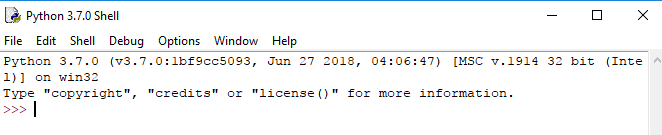 Python 3.7.0 Shell
File Edit Shell Debug Options Window Help
Python 3.7.0 (v3.7.0:1bf9cc5093, Jun 27 2018, 04:06:47) [MSC v.1914 32 bit (Inte
l)] on win32
Type "copyright", "credits" or "license()" for more information.
>>>